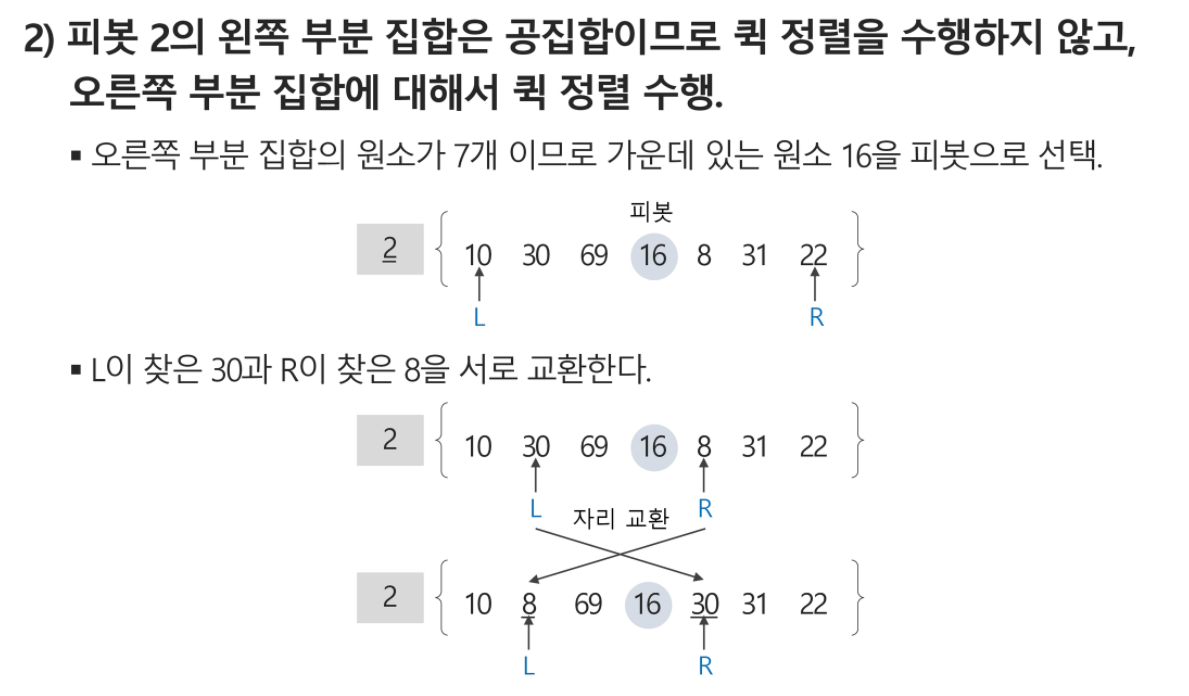 2) 피봇 2의 왼쪽 부분 집합은 공집합이므로 퀵 정렬을 수행하지 않고,
오른쪽 부분 집합에 대해서 퀵 정렬 수행.
▪ 오른쪽 부분 집합의 원소가 7개 이므로 가운데 있는 원소 16을 피봇으로 선택.
피봇
2 { 10 30 69 16 8 31 22 }
L R
▪ L이 찾은 30과 R이 찾은 8을 서로 교환한다.
2 { 10 30 69 16 8 31 22 }
L R
자리 교환
2 { 10 8 69 16 30 31 22 }
L R